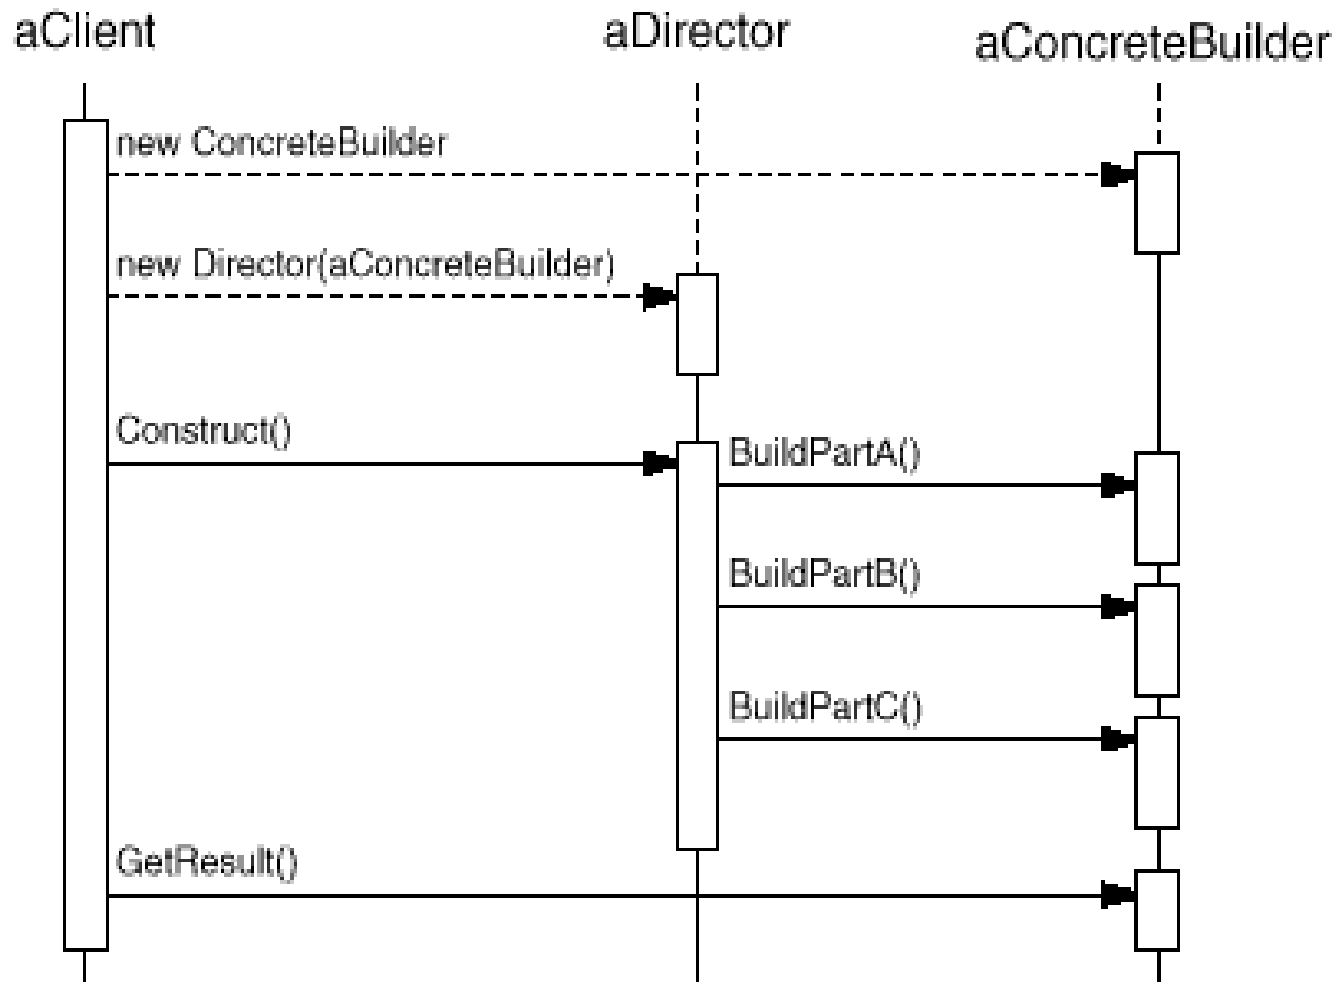 aClient
aDirector
aConcreteBuilder
new ConcreteBuilder
new Director(aConcreteBuilder)
Construct()
BuildPartA()
BuildPartB()
BuildPartC()
GetResult()